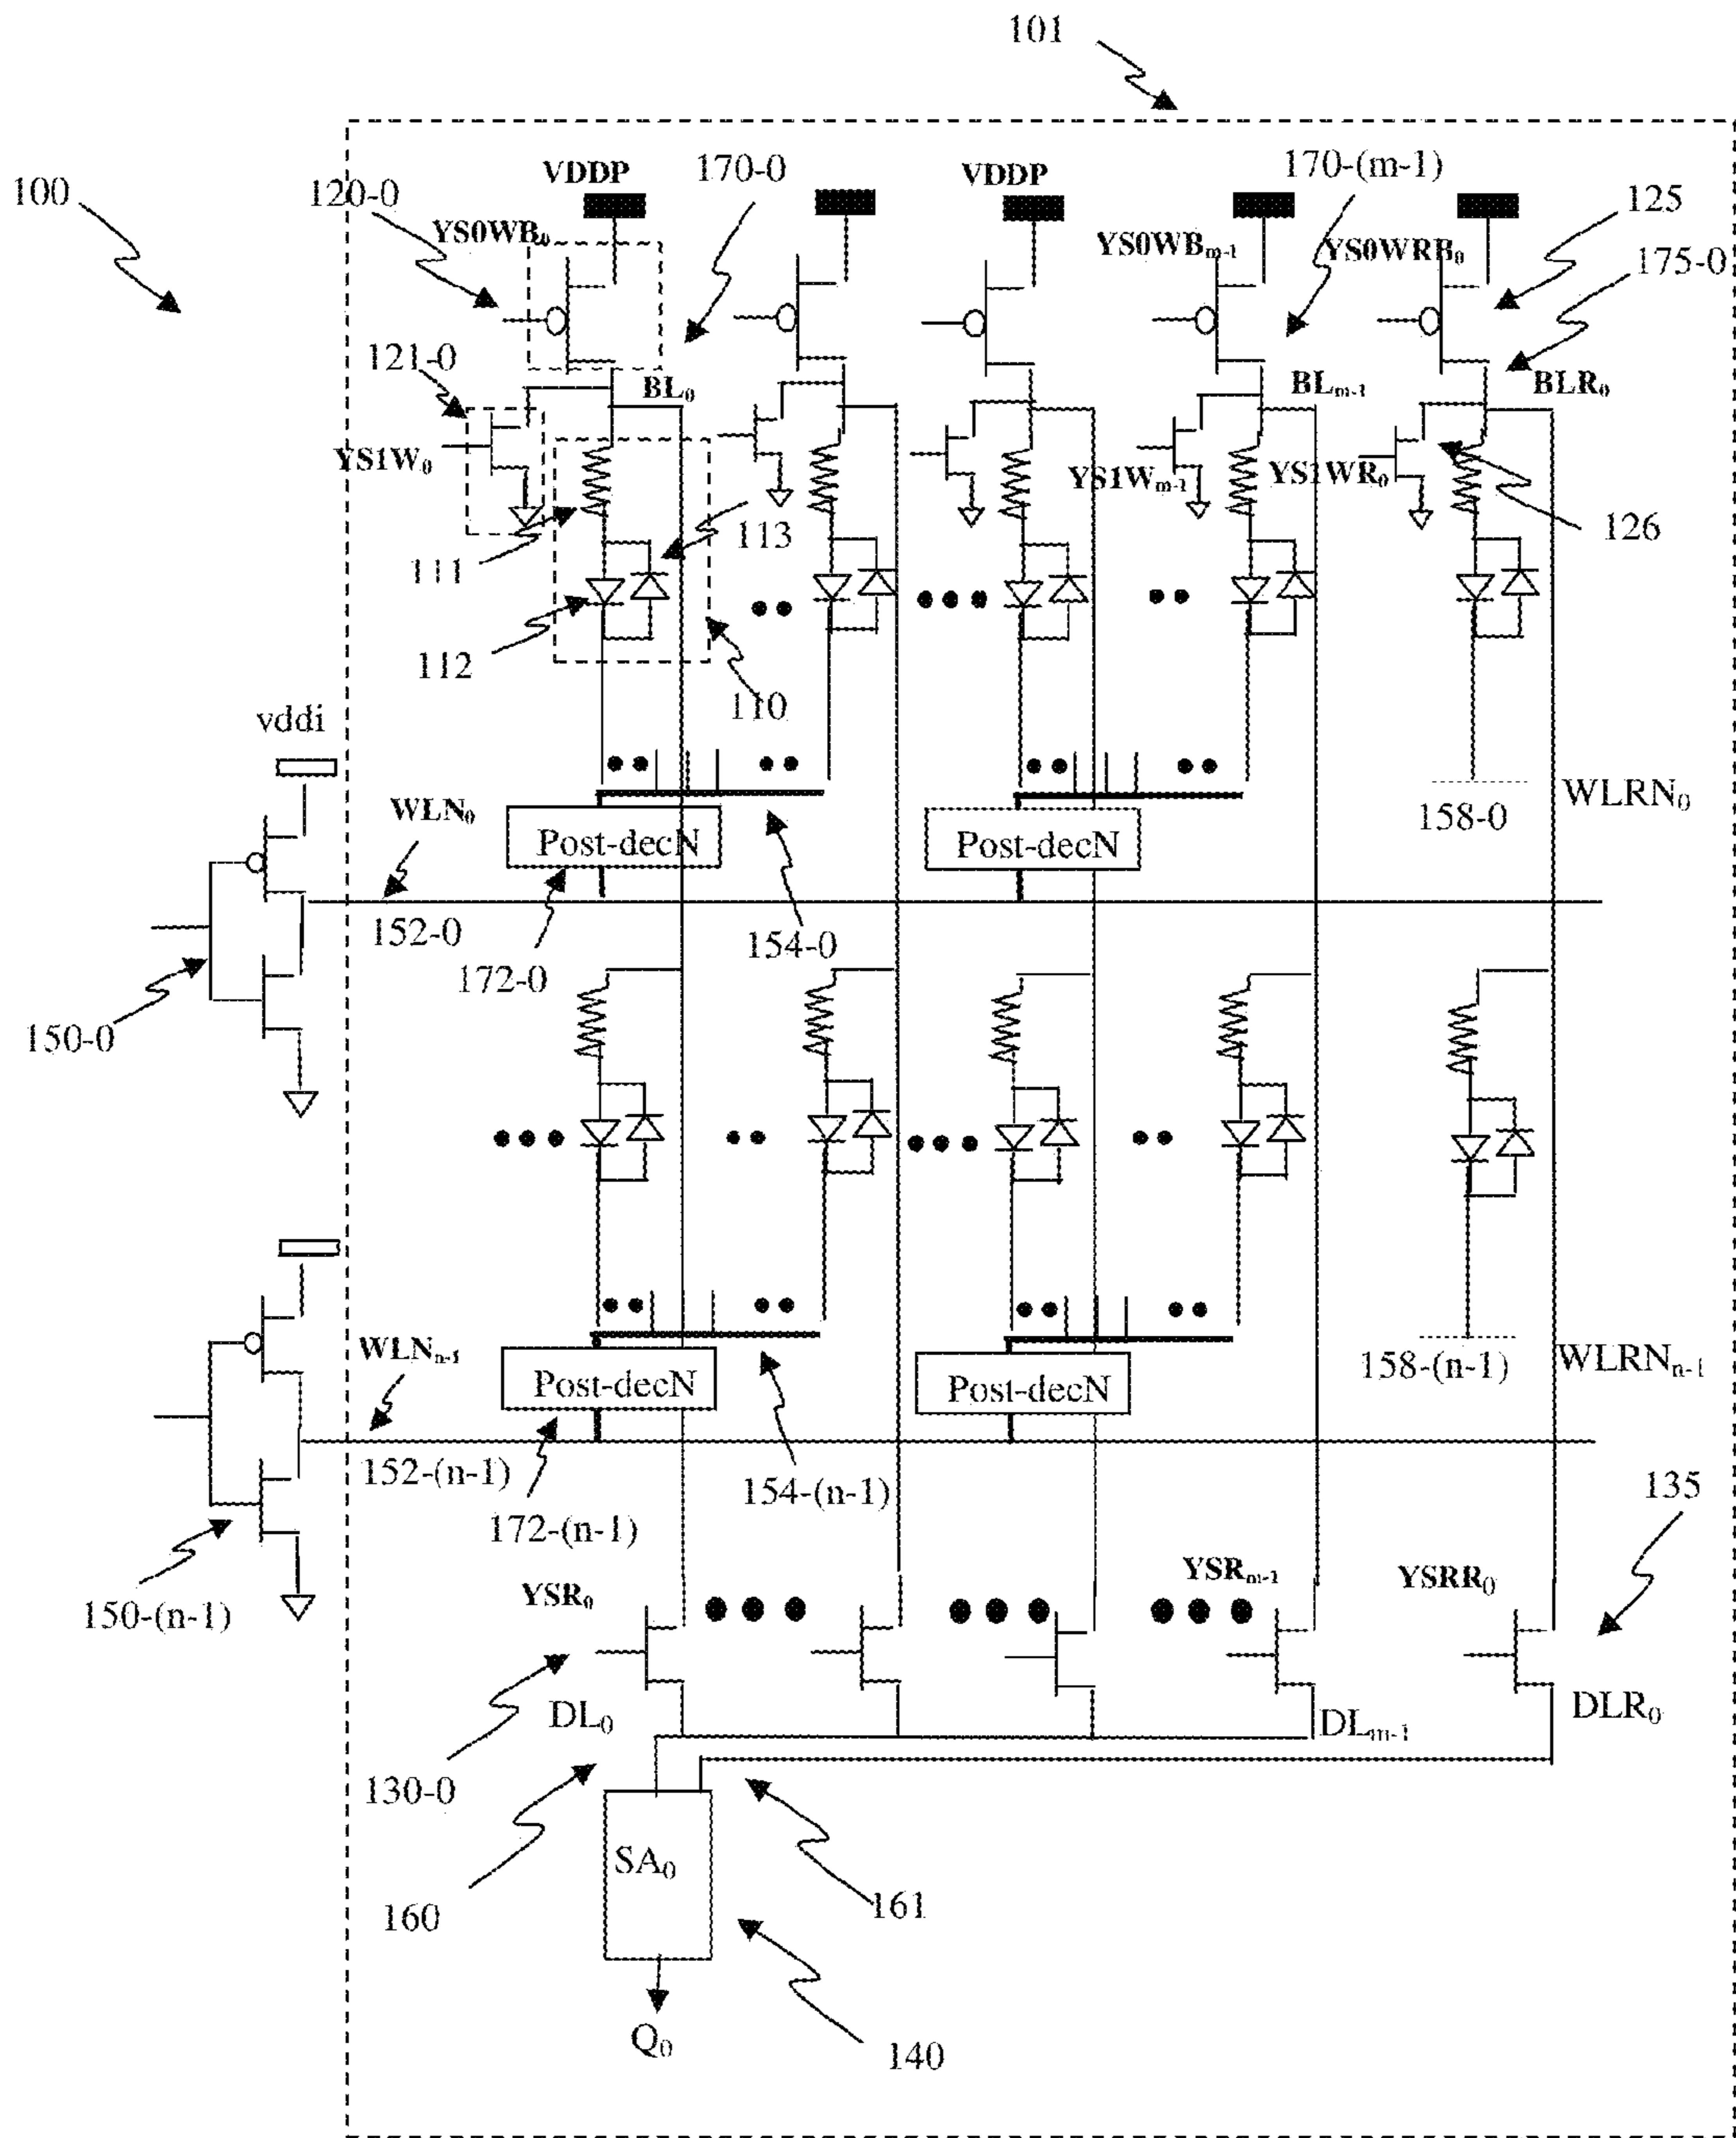 101
100
120-0
VDDP
170-0
VDDP
170-(m-1)
125
YS0WB0
YS0WBm-1
YS0WRB0
175-0
121-0
BL0
BLm-1
BLR0
YS1W0
YS1Wm-1
YS1WR0
111
113
126
112
110
vddi
WLN0
158-0
WLRN0
Post-decN
Post-decN
152-0
154-0
172-0
150-0
WLNn-1
158-(n-1)
WLRNn-1
Post-decN
Post-decN
152-(n-1)
154-(n-1)
172-(n-1)
135
150-(n-1)
YSR0
YSRm-1
YSRR0
DL0
DLm-1
DLR0
130-0
SA0
160
161
Q0
140